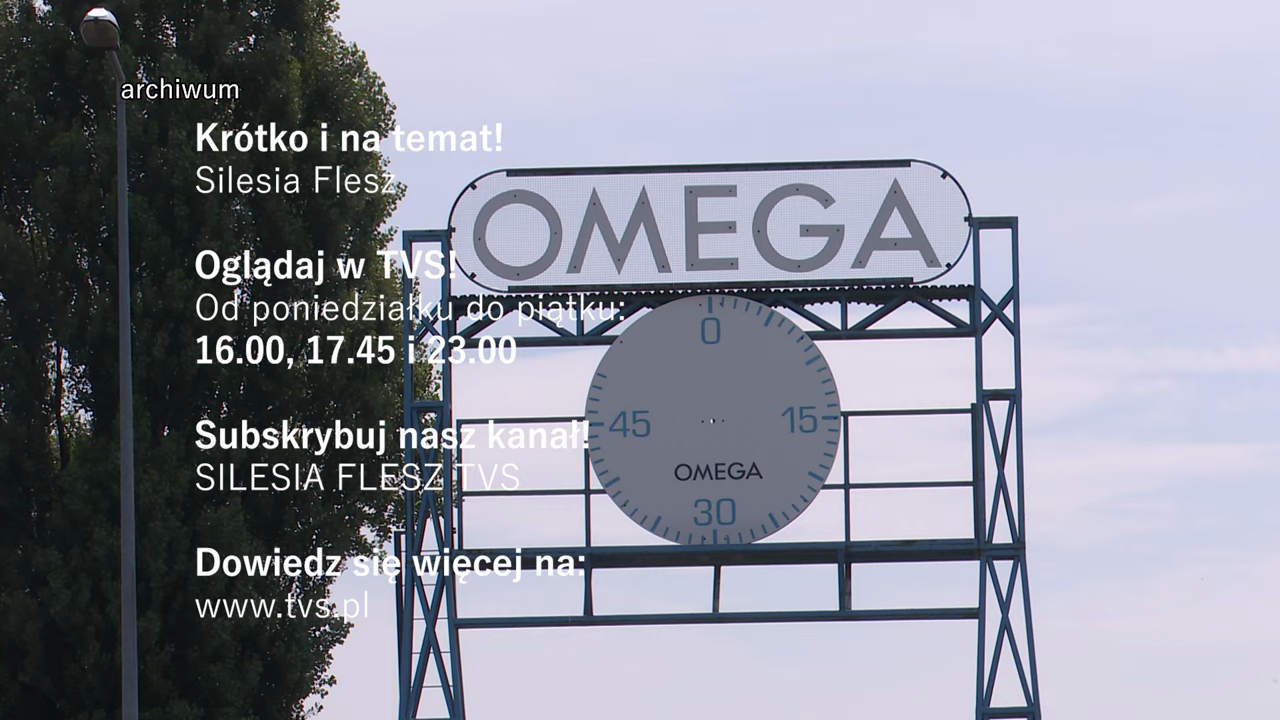 archiwum
Krótko i na temat!
Silesia Flesz
Oglądaj w TVS!
Od poniedziałku do piątku:
16.00, 17.45 i 23.00
Subskrybuj nasz kanał!
SILESIA FLESZ TVS
Dowiedz się więcej na:
www.tvs.pl
OMEGA
0
45
15
OMEGA
30